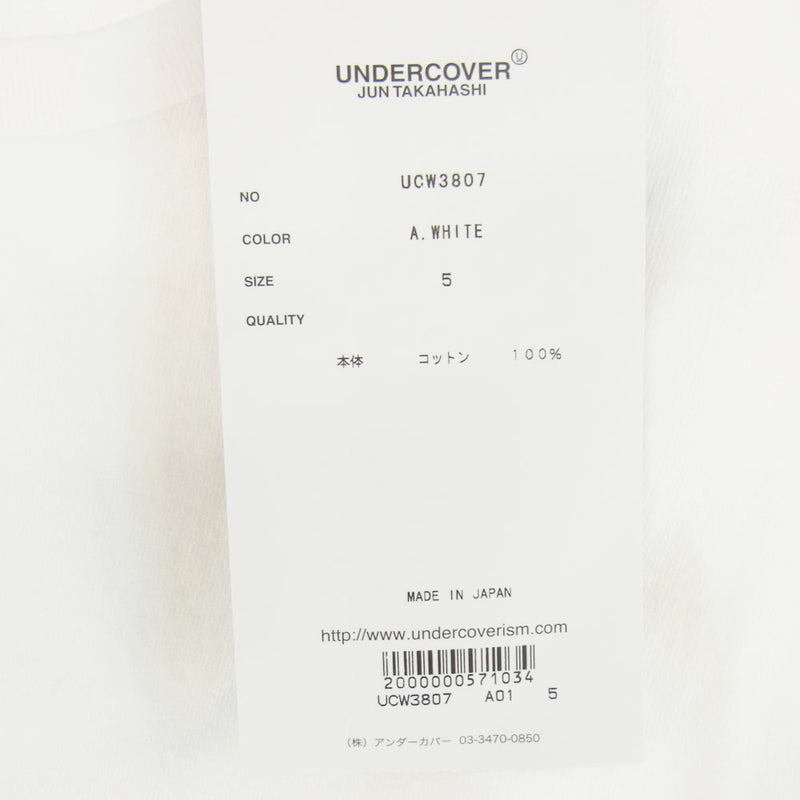 UNDERCOVER Ⓤ
JUN TAKAHASHI
NO UCW3807
COLOR A.WHITE
SIZE 5
QUALITY
本体 コットン 100%
MADE IN JAPAN
http://www.undercoverism.com
2000000571034
UCW3807 A01 5
(株) アンダーカバー 03-3470-0850